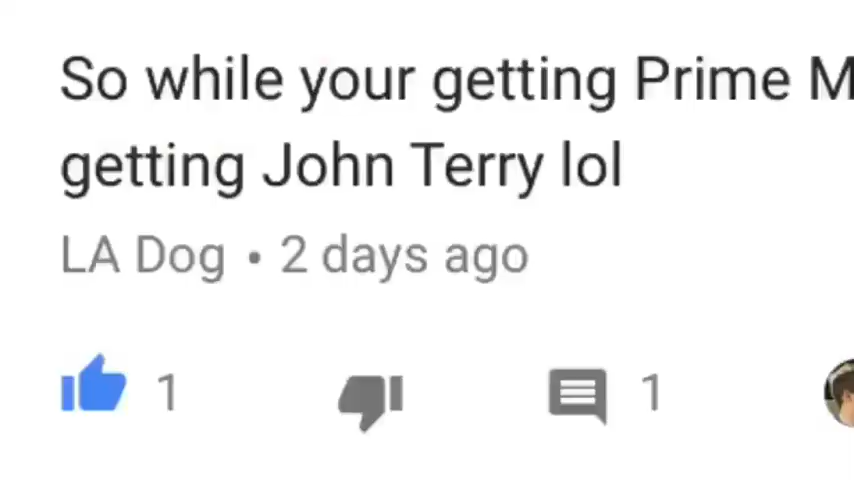 So while your getting Prime M
getting John Terry lol
LA Dog • 2 days ago
1
1